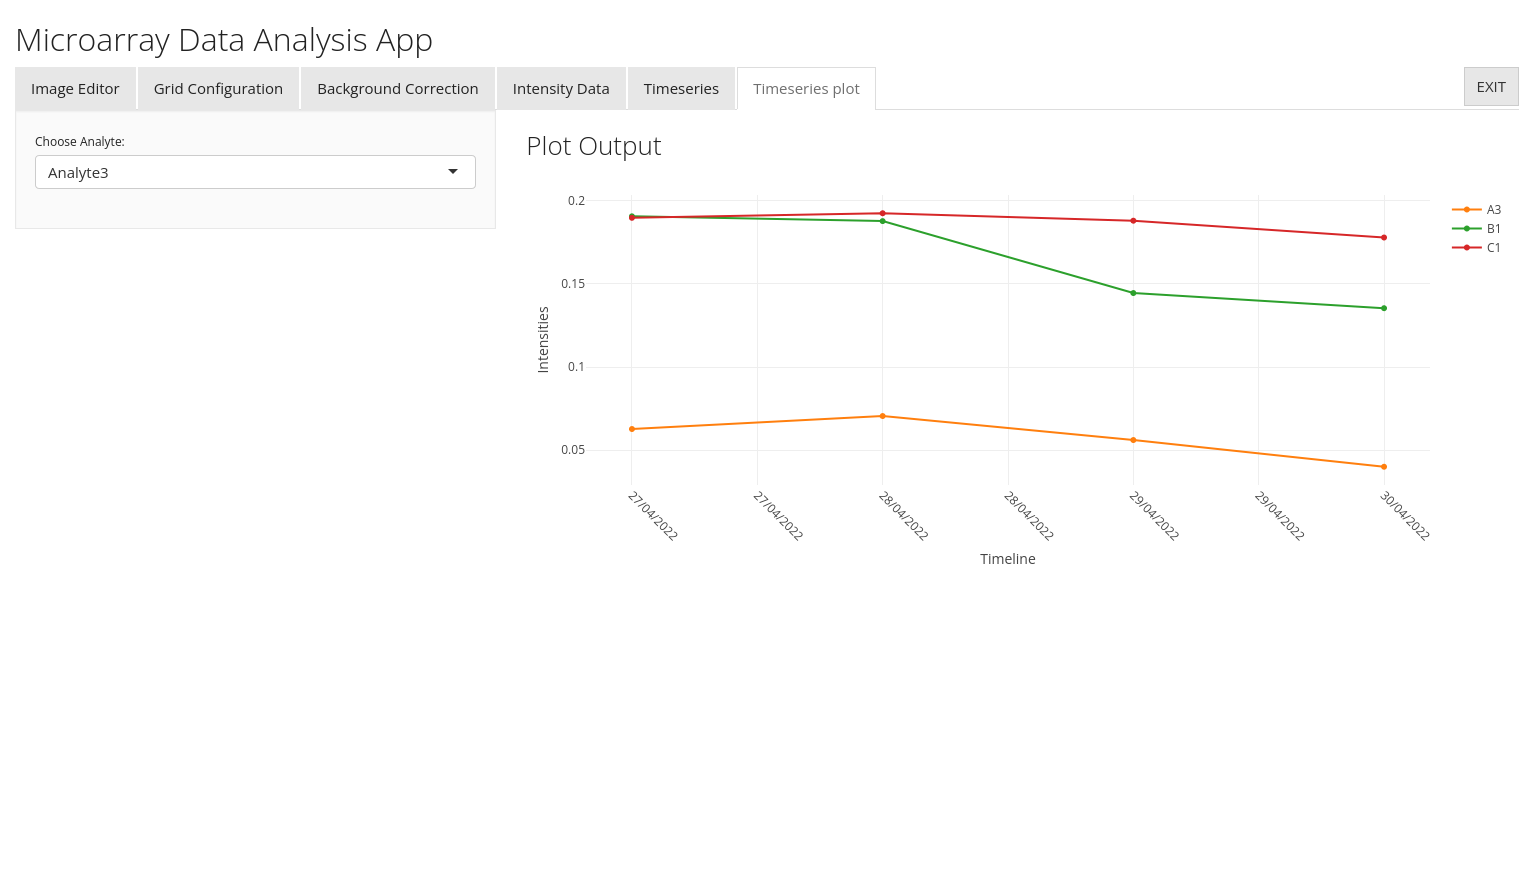 Microarray Data Analysis App
Image Editor Grid Configuration Background Correction Intensity Data Timeseries Timeseries plot EXIT
Choose Analyte:
Analyte3
Plot Output
0.2
0.15
0.1
0.05
Intensities
27/04/2022 27/04/2022 28/04/2022 28/04/2022 29/04/2022 29/04/2022 30/04/2022
Timeline
A3
B1
C1